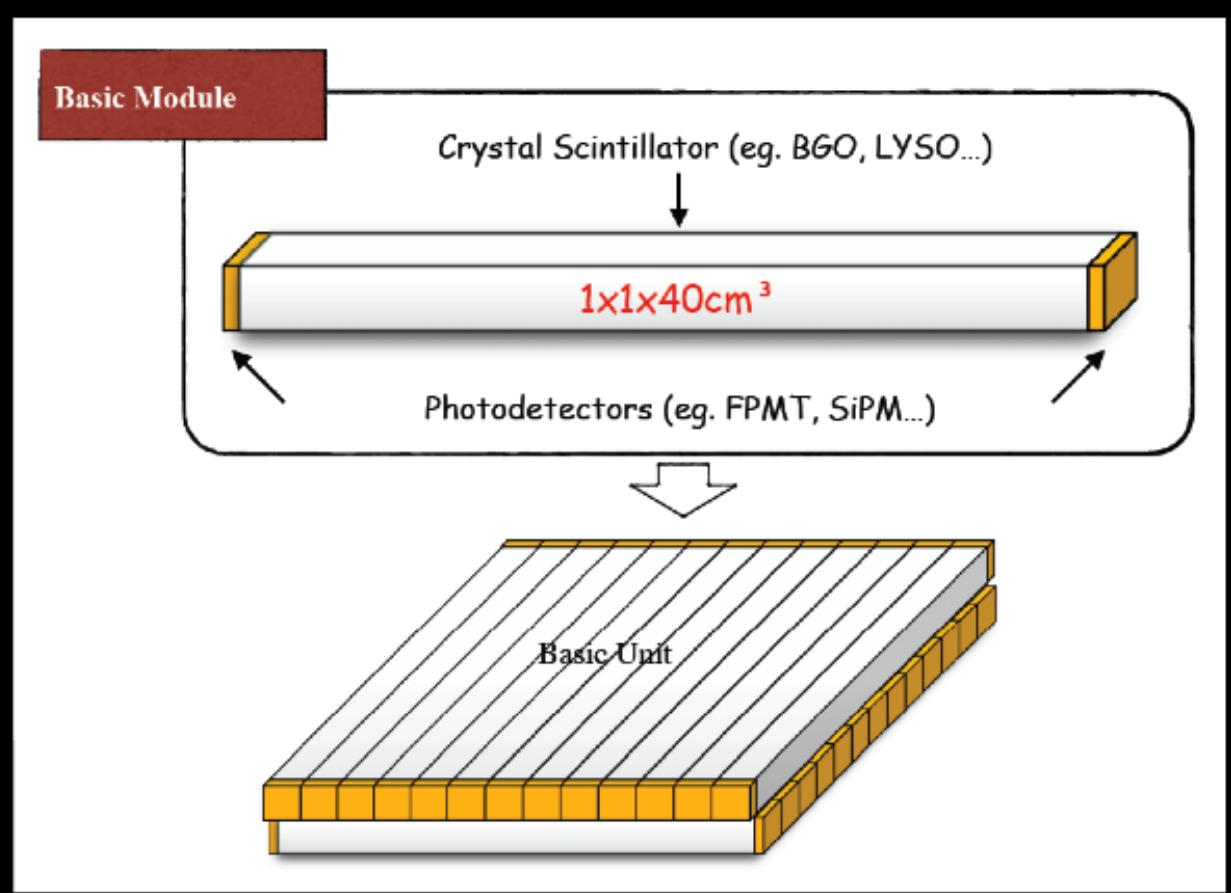 Basic Module
Crystal Scintillator (eg. BGO, LYSO...)
1x1x40cm³
Photodetectors (eg. FPMT, SiPM...)
Basic Unit